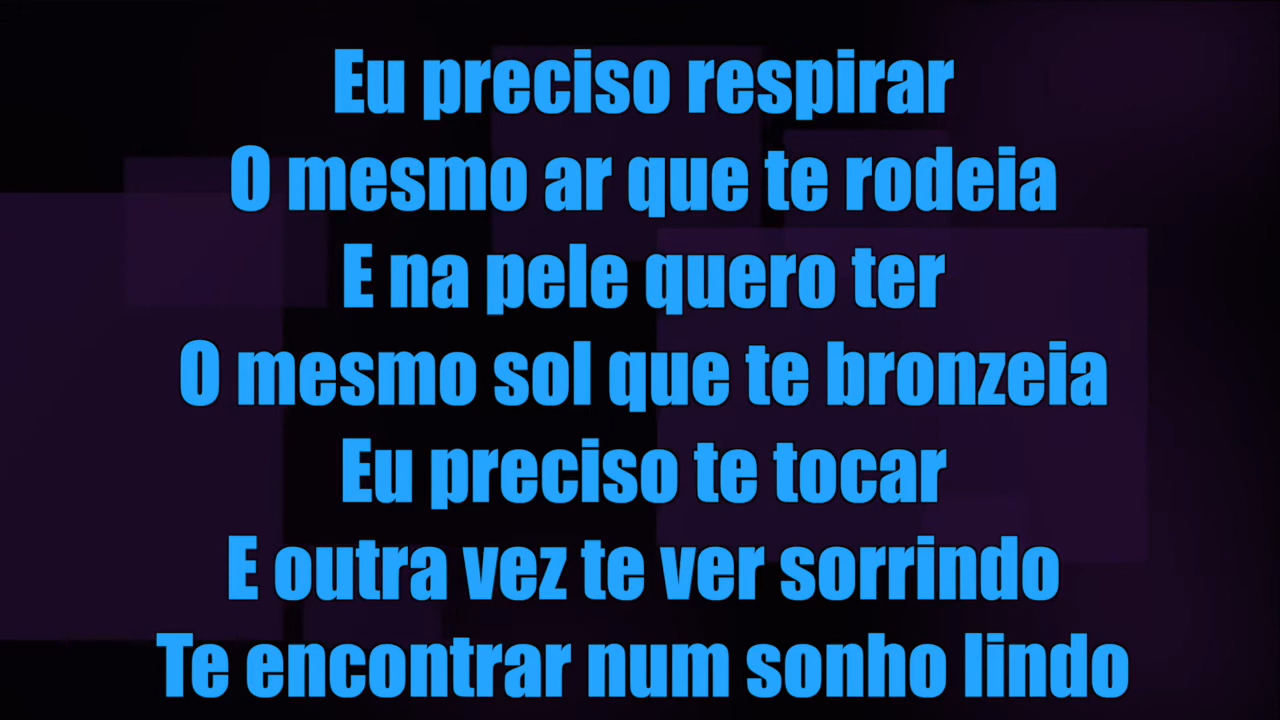 Eu preciso respirar
O mesmo ar que te rodeia
E na pele quero ter
O mesmo sol que te bronzeia
Eu preciso te tocar
E outra vez te ver sorrindo
Te encontrar num sonho lindo